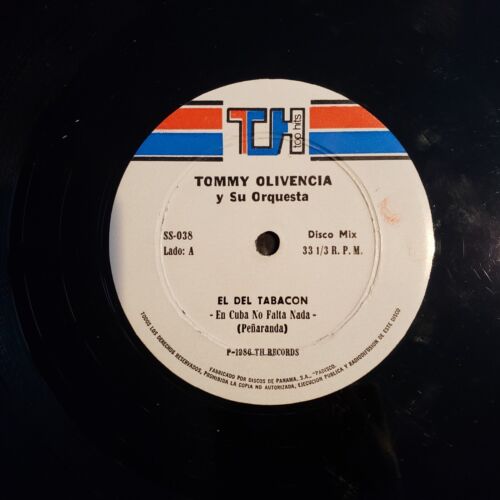 TH
top hits
TOMMY OLIVENCIA
y Su Orquesta
SS-038
Disco Mix
Lado: A
33 1/3 R. P. M.
EL DEL TABACON
- En Cuba No Falta Nada -
(Peñaranda)
P-1986 TH RECORDS
FABRICADO POR DISCOS DE PANAMA, S.A., "PADISCO.
TODOS LOS DERECHOS RESERVADOS, PROHIBIDA LA COPIA NO AUTORIZADA, EJECUCION PUBLICA Y RADIODIFUSION DE ESTE DISCO